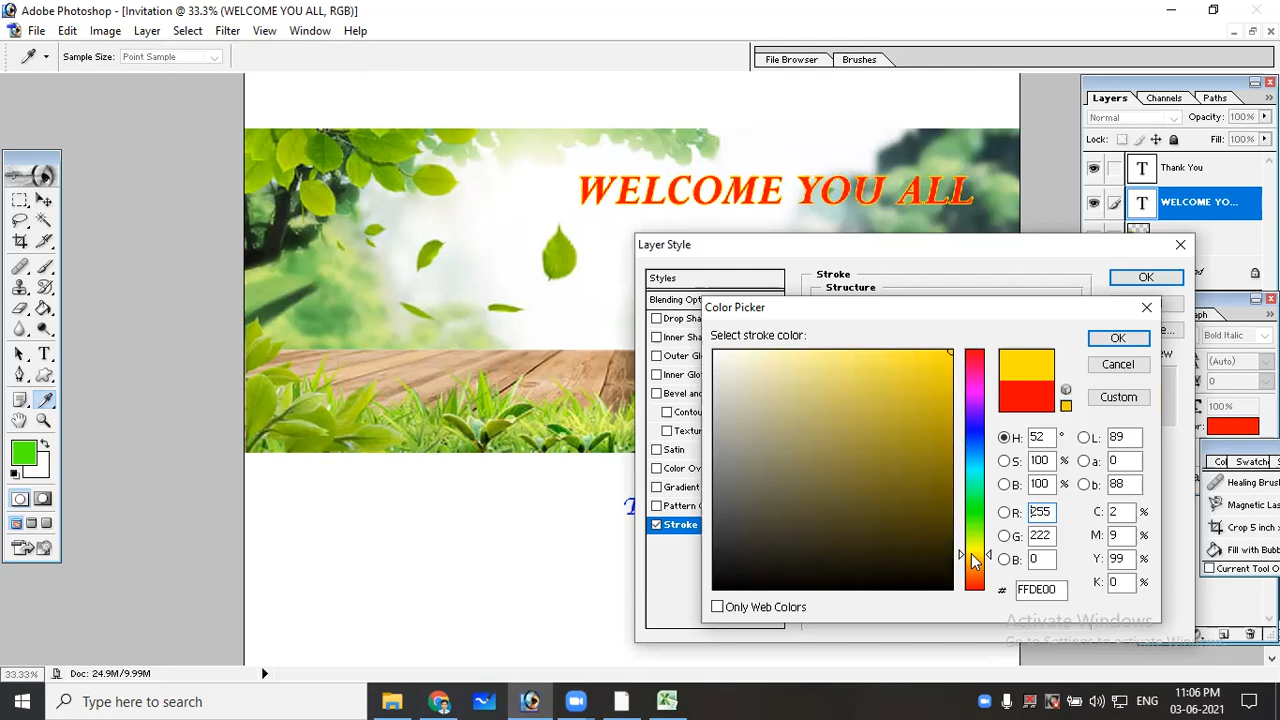 Adobe Photoshop - [Invitation @ 33.3% (WELCOME YOU ALL, RGB)]
File Edit Image Layer Select Filter View Window Help
Sample Size: Point Sample
File Browser Brushes
Layers Channels Paths
Normal Opacity: 100%
Lock: Fill: 100%
T Thank You
T WELCOME YO...
WELCOME YOU ALL
Layer Style
Styles
Blending Opt
Drop Sha
Inner Sha
Outer Gl
Inner Glo
Bevel and
Contou
Textur
Satin
Color Ov
Gradient
Pattern
Stroke
Stroke
Structure
OK
Color Picker
Select stroke color:
OK
Cancel
Custom
H: 52 °
S: 100 %
B: 100 %
R: 255
G: 222
B: 0
# FFDE00
L: 89
a: 0
b: 88
C: 2 %
M: 9 %
Y: 99 %
K: 0 %
Only Web Colors
Bold Italic
(Auto)
0
100%
Swatch
Healing Brus
Magnetic Las
Crop 5 inch
Fill with Bubb
Current Tool O
Activate Windows
Go to Settings to activate Windows.
33.33% Doc: 24.9M/9.99M
Type here to search
ENG
11:06 PM
03-06-2021